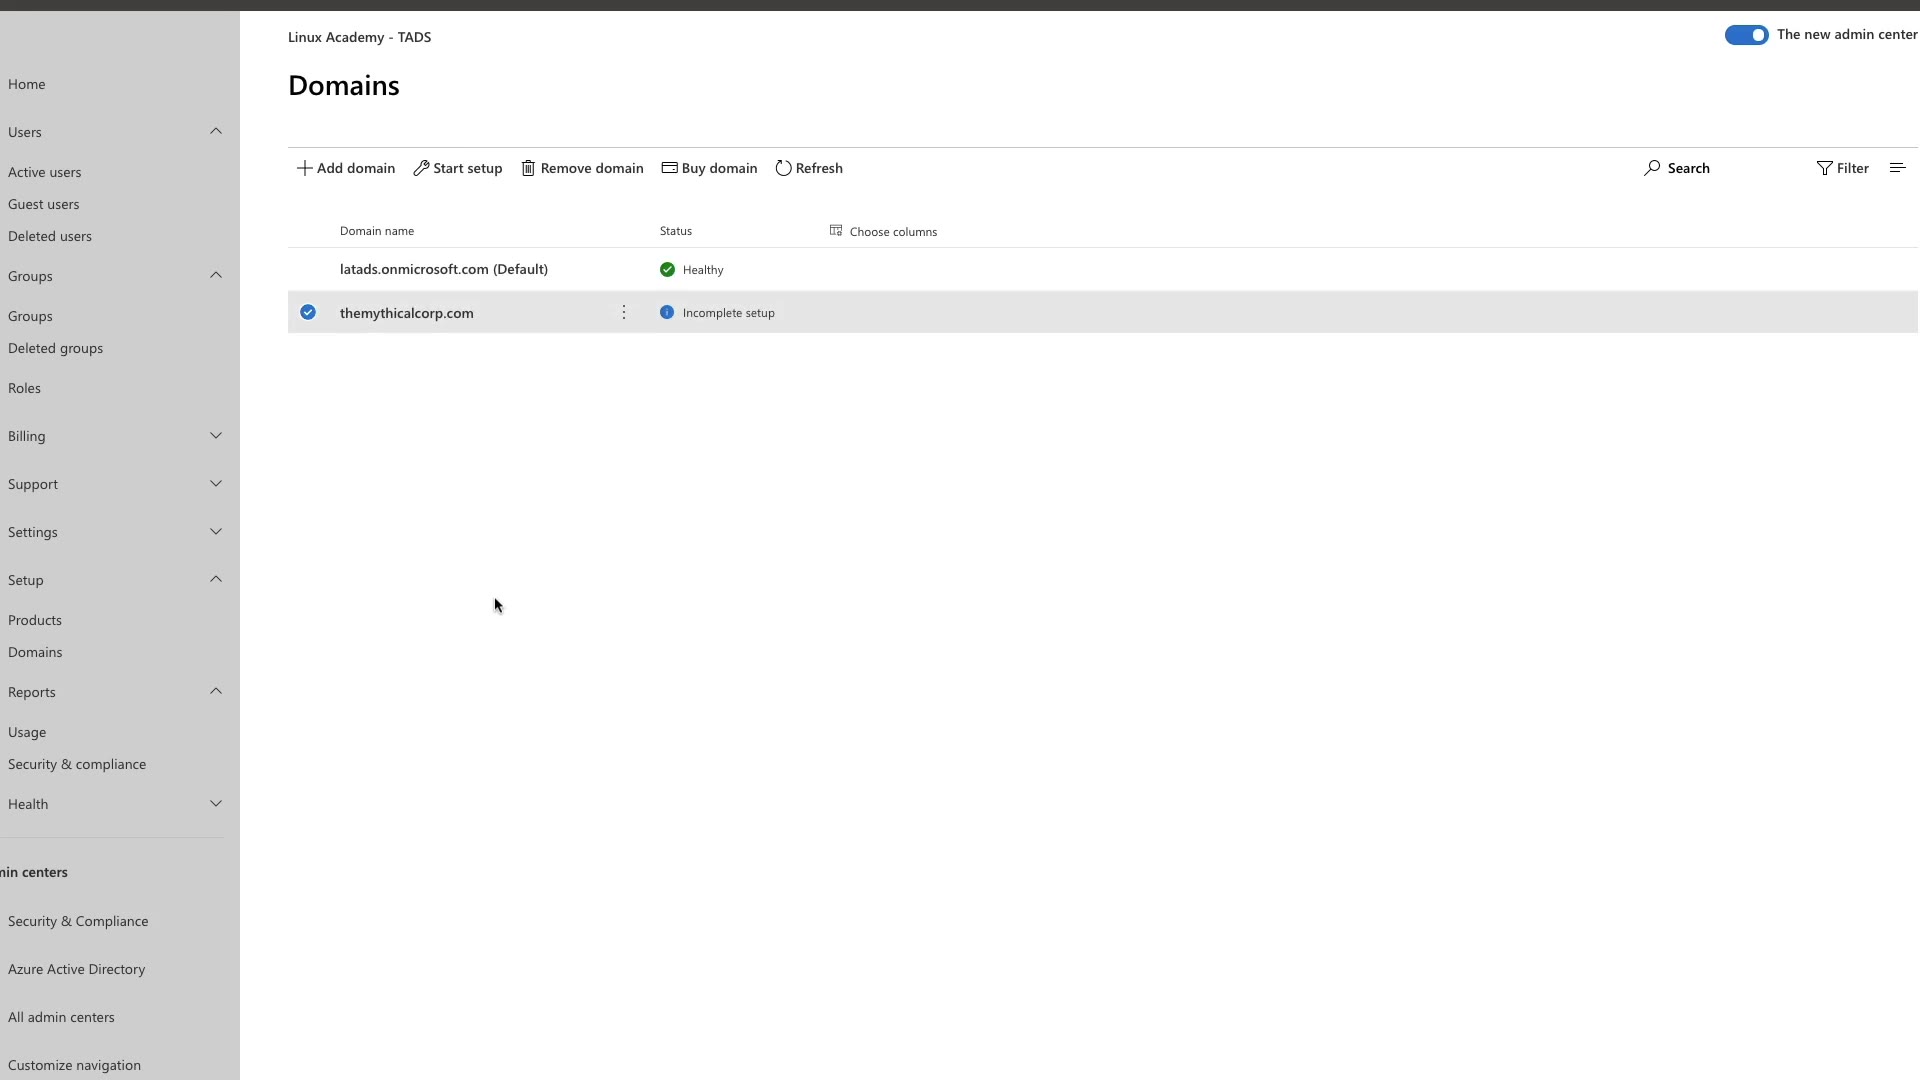 Linux Academy - TADS
The new admin center
Domains
Add domain Start setup Remove domain Buy domain Refresh
Search Filter
Domain name Status Choose columns
latads.onmicrosoft.com (Default) Healthy
themythicalcorp.com Incomplete setup
Home
Users
Active users
Guest users
Deleted users
Groups
Groups
Deleted groups
Roles
Billing
Support
Settings
Setup
Products
Domains
Reports
Usage
Security & compliance
Health
min centers
Security & Compliance
Azure Active Directory
All admin centers
Customize navigation